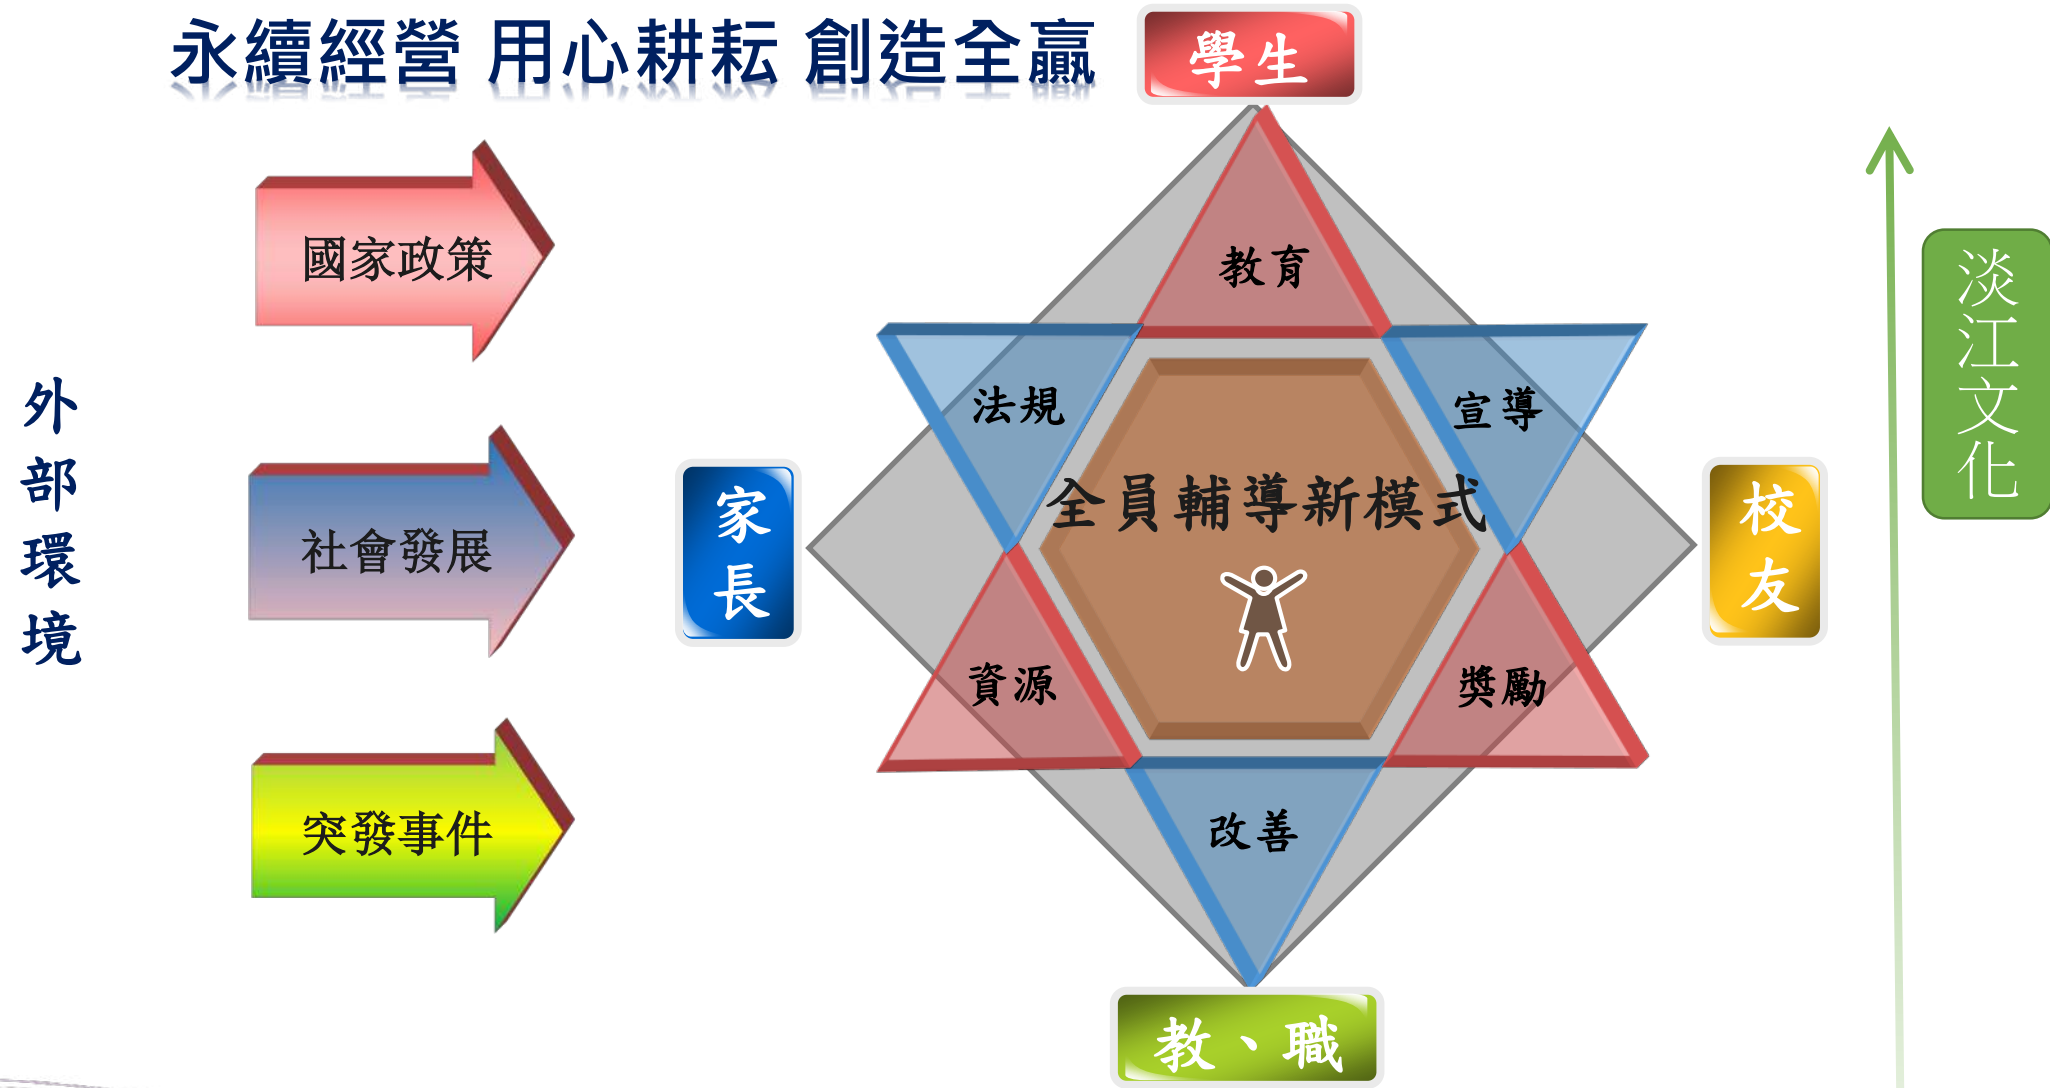 永續經營 用心耕耘 創造全贏
學生
外部環境
國家政策
社會發展
突發事件
教育
法規
宣導
全員輔導新模式
家長
校友
資源
獎勵
改善
教、職
淡江文化